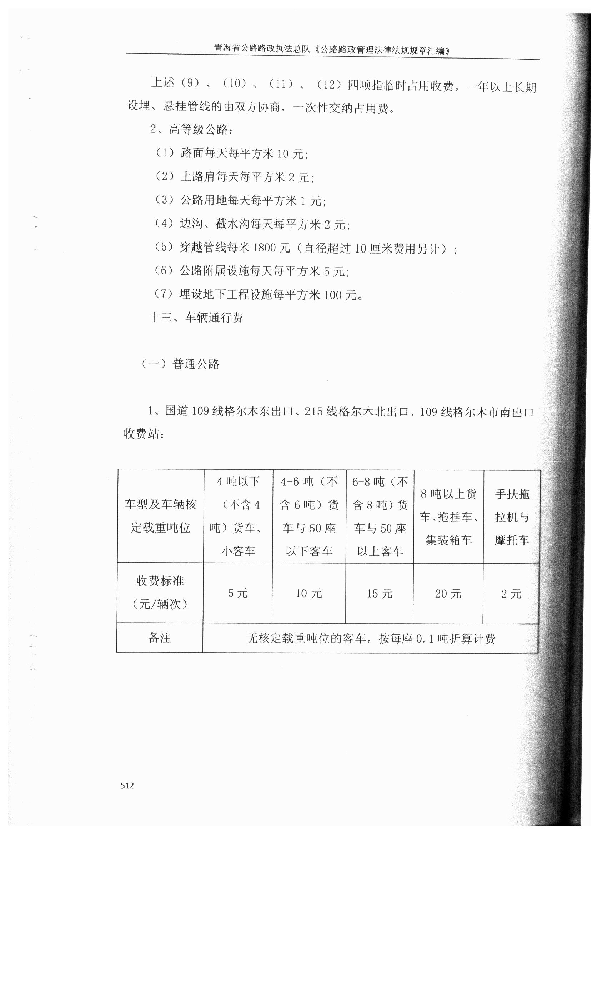 青海省公路路政执法总队《公路路政管理法律法规规章汇编》
上述（9）、（10）、（11）、（12）四项指临时占用收费，一年以上长期
设埋、悬挂管线的由双方协商，一次性交纳占用费。
2、高等级公路：
（1）路面每天每平方米 10 元；
（2）土路肩每天每平方米 2 元；
（3）公路用地每天每平方米 1 元；
（4）边沟、截水沟每天每平方米 2 元；
（5）穿越管线每米 1800 元（直径超过 10 厘米费用另计）；
（6）公路附属设施每天每平方米 5 元；
（7）埋设地下工程设施每平方米 100 元。
十三、车辆通行费
（一）普通公路
1、国道 109 线格尔木东出口、215 线格尔木北出口、109 线格尔木市南出口
收费站：
车型及车辆核
定载重吨位
4 吨以下
（不含 4
吨）货车、
小客车
4-6 吨（不
含 6 吨）货
车与 50 座
以下客车
6-8 吨（不
含 8 吨）货
车与 50 座
以上客车
8 吨以上货
车、拖挂车、
集装箱车
手扶拖
拉机与
摩托车
收费标准
（元/辆次）
5 元
10 元
15 元
20 元
2 元
备注
无核定载重吨位的客车，按每座 0.1 吨折算计费
512